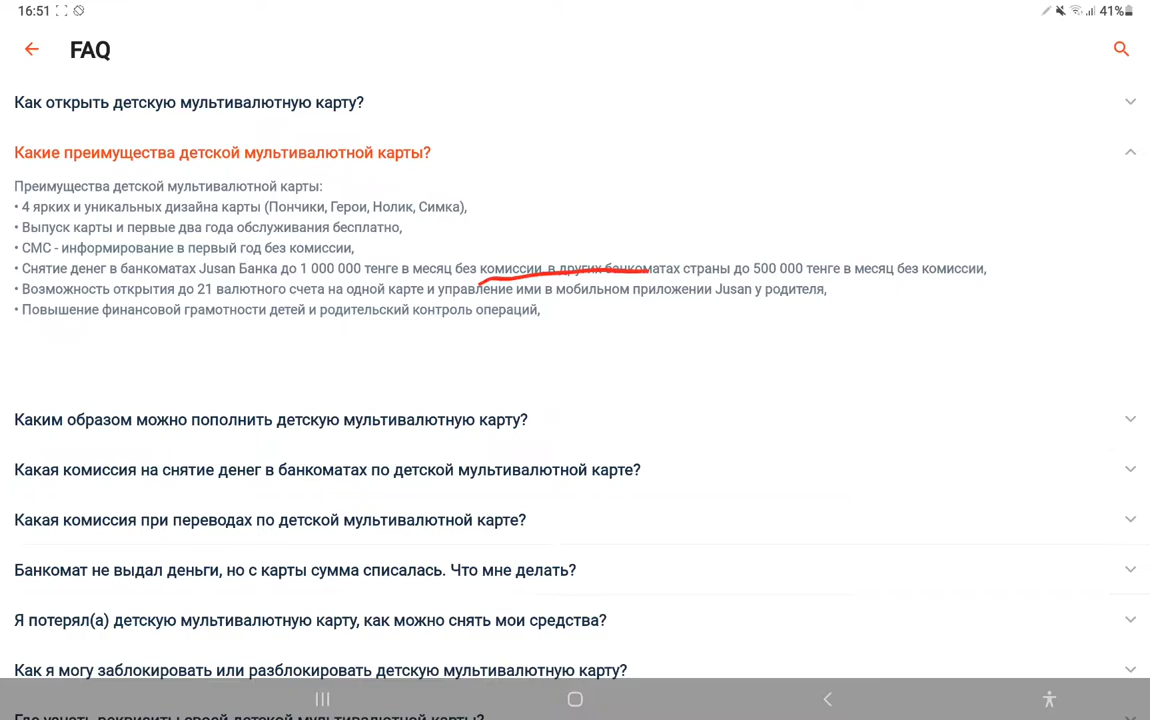 16:51
41%
FAQ
Как открыть детскую мультивалютную карту?
Какие преимущества детской мультивалютной карты?
Преимущества детской мультивалютной карты:
• 4 ярких и уникальных дизайна карты (Пончики, Герои, Нолик, Симка),
• Выпуск карты и первые два года обслуживания бесплатно,
• СМС - информирование в первый год без комиссии,
• Снятие денег в банкоматах Jusan Банка до 1 000 000 тенге в месяц без комиссии, в других банкоматах страны до 500 000 тенге в месяц без комиссии,
• Возможность открытия до 21 валютного счета на одной карте и управление ими в мобильном приложении Jusan у родителя,
• Повышение финансовой грамотности детей и родительский контроль операций,
Каким образом можно пополнить детскую мультивалютную карту?
Какая комиссия на снятие денег в банкоматах по детской мультивалютной карте?
Какая комиссия при переводах по детской мультивалютной карте?
Банкомат не выдал деньги, но с карты сумма списалась. Что мне делать?
Я потерял(а) детскую мультивалютную карту, как можно снять мои средства?
Как я могу заблокировать или разблокировать детскую мультивалютную карту?
Где узнать реквизиты своей детской мультивалютной карты?